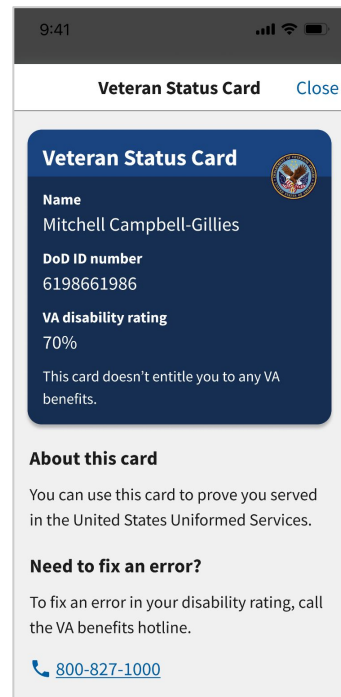 9:41
Veteran Status Card Close
Veteran Status Card
Name
Mitchell Campbell-Gillies
DoD ID number
6198661986
VA disability rating
70%
This card doesn’t entitle you to any VA
benefits.
About this card
You can use this card to prove you served
in the United States Uniformed Services.
Need to fix an error?
To fix an error in your disability rating, call
the VA benefits hotline.
800-827-1000